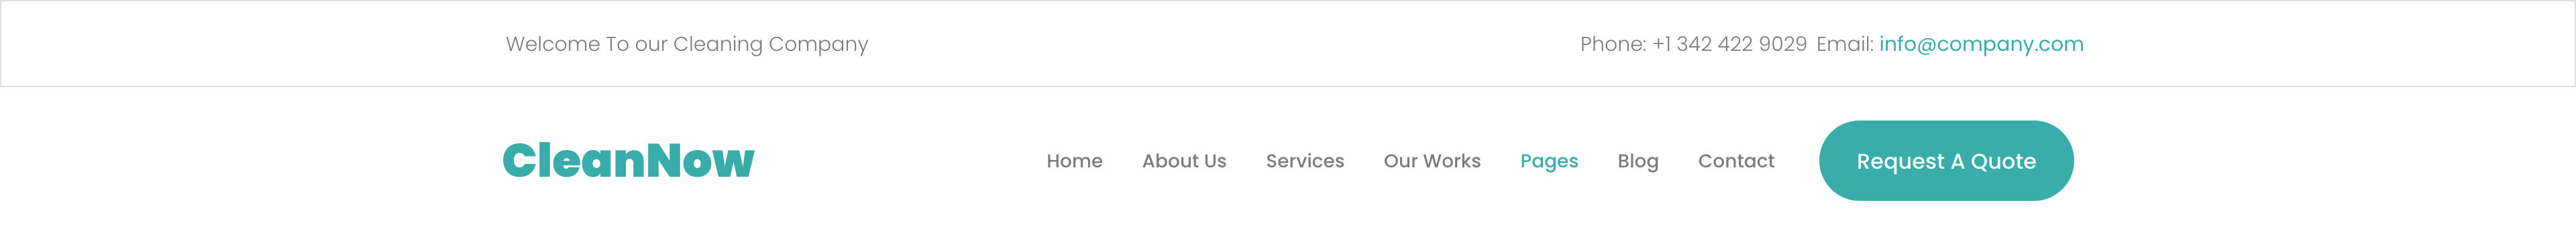 Welcome To our Cleaning Company
Phone: +1 342 422 9029 Email: info@company.com
CleanNow
Home About Us Services Our Works Pages Blog Contact Request A Quote